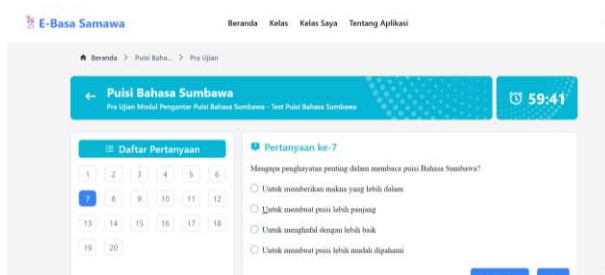 E-Basa Samawa
Beranda Kelas Kelas Saya Tentang Aplikasi
Beranda > Puisi Baha... > Pra Ujian
Puisi Bahasa Sumbawa
Pra Ujian Modul Pengantar Puisi Bahasa Sumbawa - Test Puisi Bahasa Sumbawa
59:41
Daftar Pertanyaan
1 2 3 4 5 6
7 8 9 10 11 12
13 14 15 16 17 18
19 20
Pertanyaan ke-7
Mengapa penghayatan penting dalam membaca puisi Bahasa Sumbawa?
Untuk memberikan makna yang lebih dalam
Untuk membuat puisi lebih panjang
Untuk menghafal dengan lebih baik
Untuk membuat puisi lebih mudah dipahami